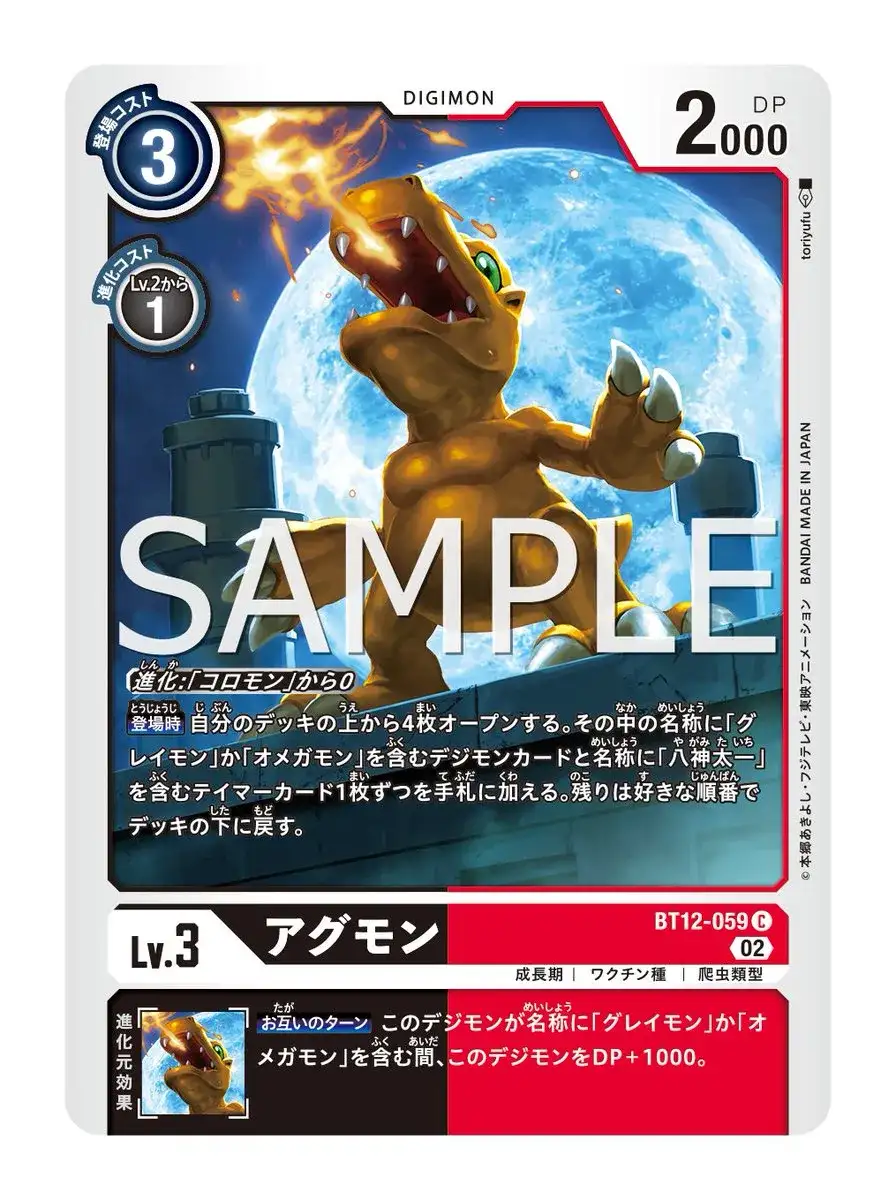 DIGIMON
登場コスト
3
2000
DP
進化コスト
Lv.2から
1
toriyufu
SAMPLE
進化:「コロモン」から0
登場時 自分のデッキの上から4枚オープンする。その中の名称に「グ
レイモン」か「オメガモン」を含むデジモンカードと名称に「八神太一」
を含むテイマーカード1枚ずつを手札に加える。残りは好きな順番で
デッキの下に戻す。
©本郷あきよし・フジテレビ・東映アニメーション BANDAI MADE IN JAPAN
Lv.3
アグモン
BT12-059 C
02
成長期 | ワクチン種 | 爬虫類型
進化元効果
お互いのターン このデジモンが名称に「グレイモン」か「オ
メガモン」を含む間、このデジモンをDP+1000。